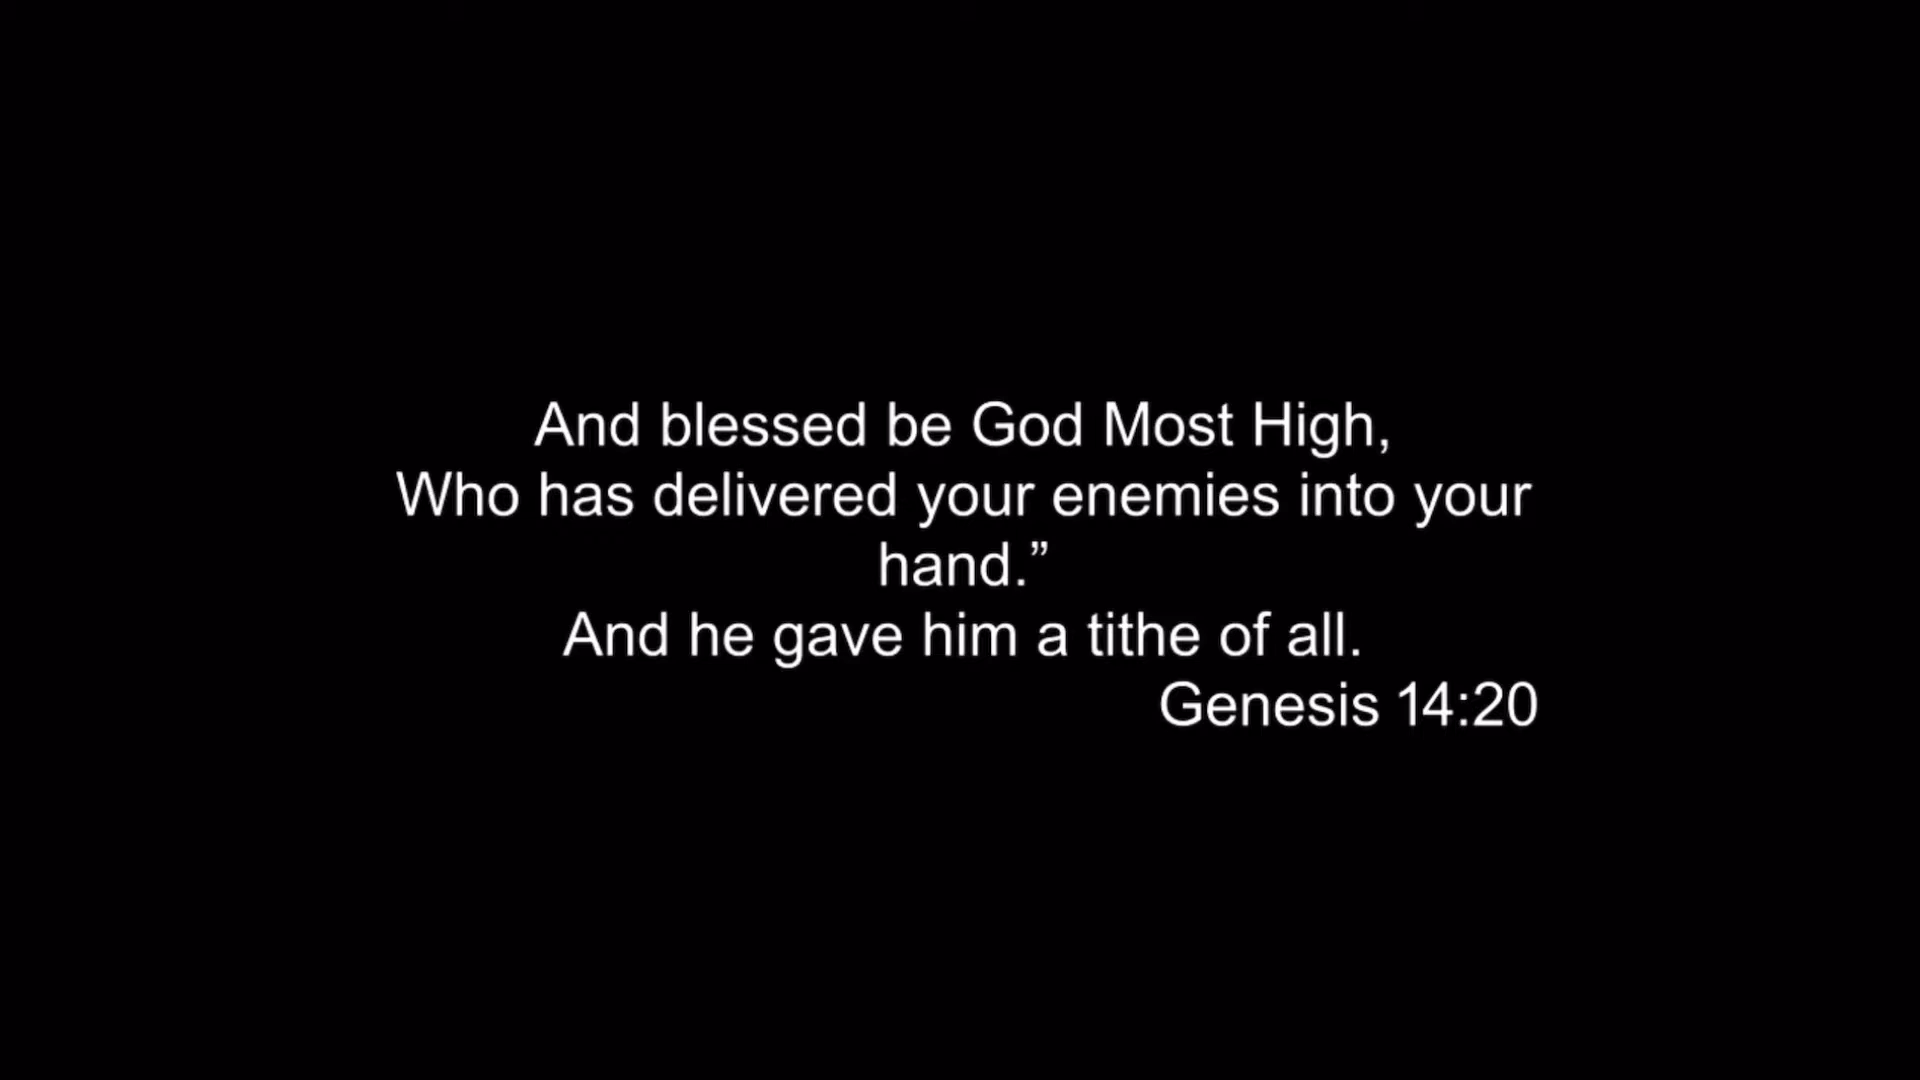 And blessed be God Most High,
Who has delivered your enemies into your
hand.”
And he gave him a tithe of all.
Genesis 14:20